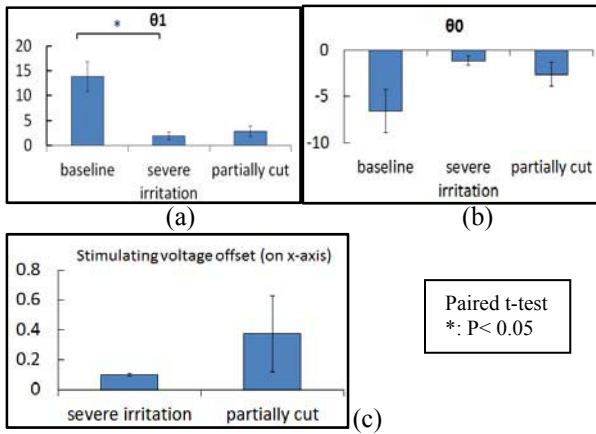 θ1
*
20
15
10
5
0
baseline severe partially cut
irritation
(a)
θ0
0
-5
-10
baseline severe partially cut
irritation
(b)
Stimulating voltage offset (on x-axis)
0.8
0.6
0.4
0.2
0
severe irritation partially cut
(c)
Paired t-test
*: P< 0.05